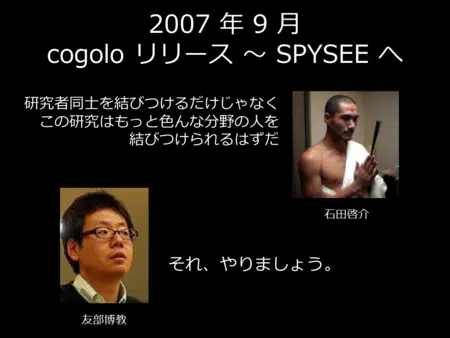 2007 年 9 月
cogolo リリース ～ SPYSEE へ
研究者同士を結びつけるだけじゃなく
この研究はもっと色んな分野の人を
結びつけられるはずだ
石田啓介
それ、やりましょう。
友部博教